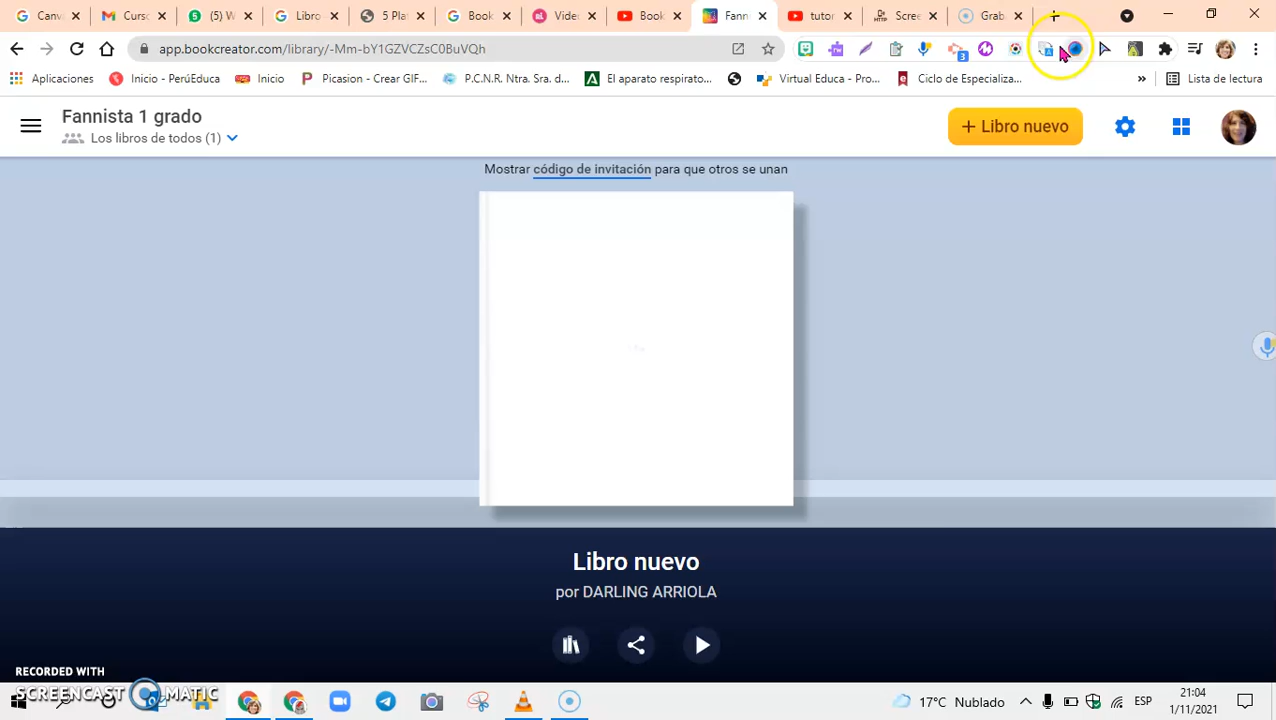 Canv
Curso
(5) W
Libro
5 Pla
Book
Vide
Book
Fann
tutor
Scre
Grab
app.bookcreator.com/library/-Mm-bY1GZVCZsC0BuVQh
3
Aplicaciones
Inicio - PerúEduca
Inicio
Picasion - Crear GIF...
P.C.N.R. Ntra. Sr. d...
El aparato respirato...
Virtual Educa - Pro...
Ciclo de Especializa...
»
Lista de lectura
Fannista 1 grado
Los libros de todos (1)
+ Libro nuevo
Mostrar código de invitación para que otros se unan
Libro nuevo
por DARLING ARRIOLA
RECORDED WITH
SCREENCAST MATIC
17°C Nublado
ESP
21:04
1/11/2021